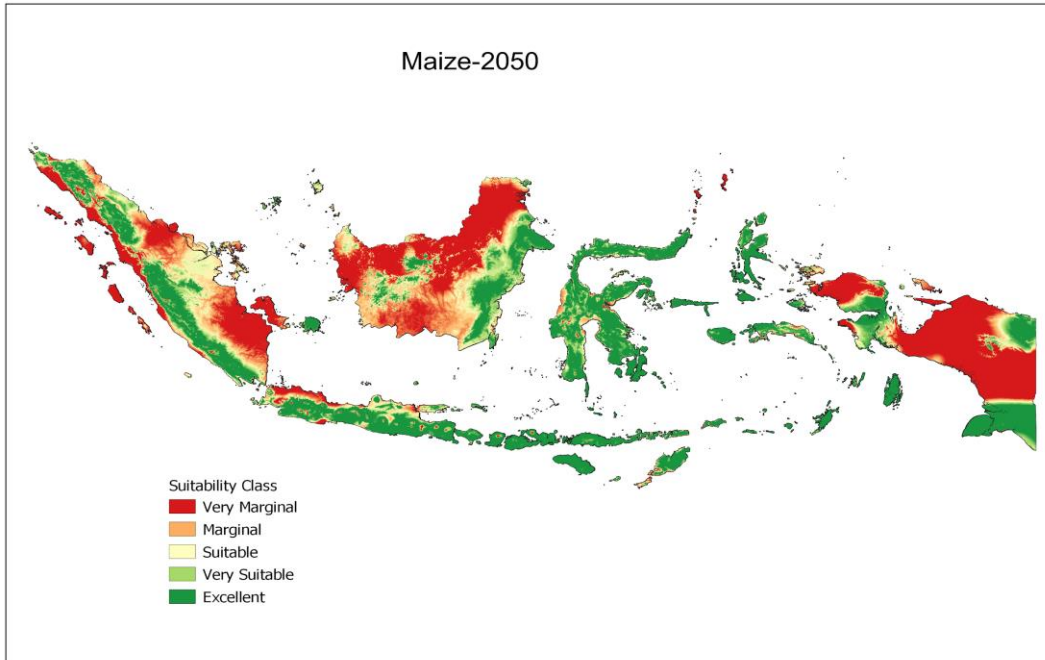 Maize-2050
Suitability Class
Very Marginal
Marginal
Suitable
Very Suitable
Excellent